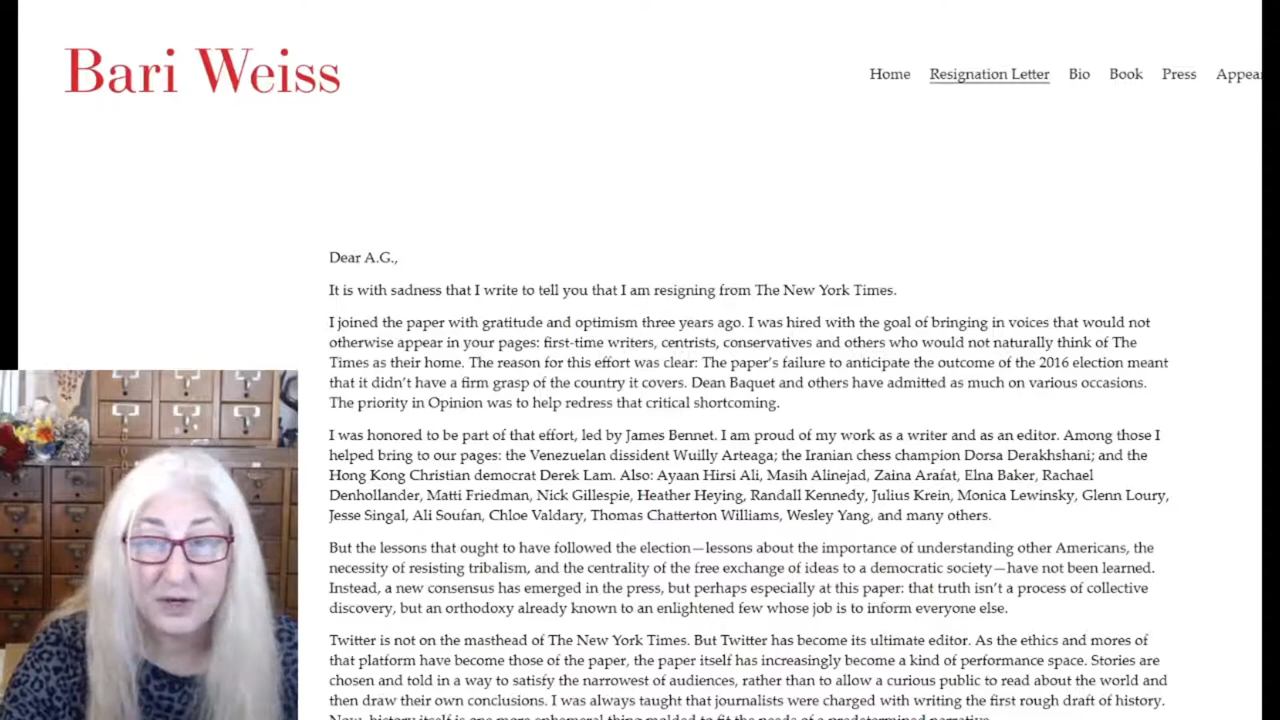 Bari Weiss
Home Resignation Letter Bio Book Press Appea
Dear A.G.,
It is with sadness that I write to tell you that I am resigning from The New York Times.
I joined the paper with gratitude and optimism three years ago. I was hired with the goal of bringing in voices that would not
otherwise appear in your pages: first-time writers, centrists, conservatives and others who would not naturally think of The
Times as their home. The reason for this effort was clear: The paper's failure to anticipate the outcome of the 2016 election meant
that it didn't have a firm grasp of the country it covers. Dean Baquet and others have admitted as much on various occasions.
The priority in Opinion was to help redress that critical shortcoming.
I was honored to be part of that effort, led by James Bennet. I am proud of my work as a writer and as an editor. Among those I
helped bring to our pages: the Venezuelan dissident Wuilly Arteaga; the Iranian chess champion Dorsa Derakhshani; and the
Hong Kong Christian democrat Derek Lam. Also: Ayaan Hirsi Ali, Masih Alinejad, Zaina Arafat, Elna Baker, Rachael
Denhollander, Matti Friedman, Nick Gillespie, Heather Heying, Randall Kennedy, Julius Krein, Monica Lewinsky, Glenn Loury,
Jesse Singal, Ali Soufan, Chloe Valdary, Thomas Chatterton Williams, Wesley Yang, and many others.
But the lessons that ought to have followed the election—lessons about the importance of understanding other Americans, the
necessity of resisting tribalism, and the centrality of the free exchange of ideas to a democratic society—have not been learned.
Instead, a new consensus has emerged in the press, but perhaps especially at this paper: that truth isn't a process of collective
discovery, but an orthodoxy already known to an enlightened few whose job is to inform everyone else.
Twitter is not on the masthead of The New York Times. But Twitter has become its ultimate editor. As the ethics and mores of
that platform have become those of the paper, the paper itself has increasingly become a kind of performance space. Stories are
chosen and told in a way to satisfy the narrowest of audiences, rather than to allow a curious public to read about the world and
then draw their own conclusions. I was always taught that journalists were charged with writing the first rough draft of history.
Now, history itself is one more ephemeral thing molded to fit the needs of a predetermined narrative.